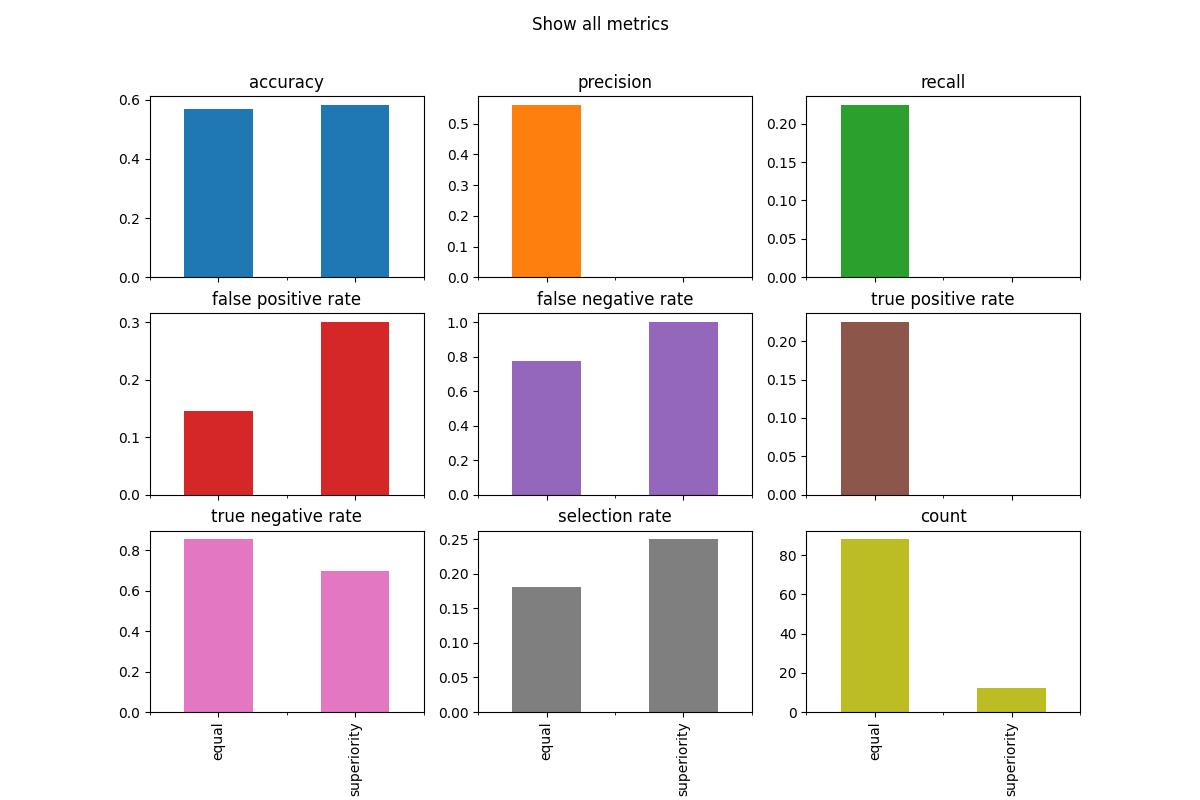 Show all metrics
accuracy
0.6
0.4
0.2
0.0
precision
0.5
0.4
0.3
0.2
0.1
0.0
recall
0.20
0.15
0.10
0.05
0.00
false positive rate
0.3
0.2
0.1
0.0
false negative rate
1.0
0.8
0.6
0.4
0.2
0.0
true positive rate
0.20
0.15
0.10
0.05
0.00
true negative rate
0.8
0.6
0.4
0.2
0.0
equal
superiority
selection rate
0.25
0.20
0.15
0.10
0.05
0.00
equal
superiority
count
80
60
40
20
0
equal
superiority